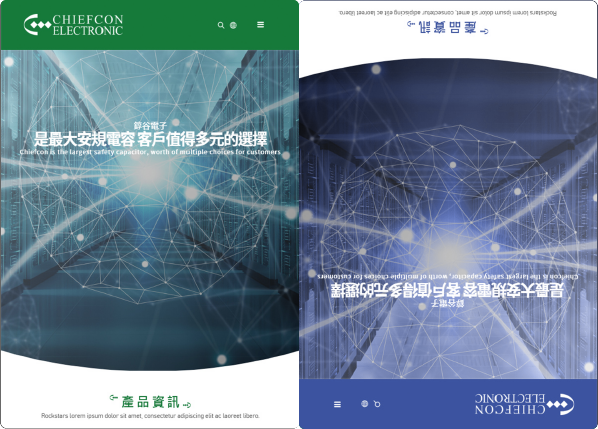 CHIEFCON
ELECTRONIC
錞谷電子
是最大安規電容 客戶值得多元的選擇
Chiefcon is the largest safety capacitor, worth of multiple choices for customers
產品資訊
Rockstars lorem ipsum dolor sit amet, consectetur adipiscing elit ac laoreet libero.
CHIEFCON
ELECTRONIC
錞谷電子
是最大安規電容 客戶值得多元的選擇
Chiefcon is the largest safety capacitor, worth of multiple choices for customers
產品資訊
Rockstars lorem ipsum dolor sit amet, consectetur adipiscing elit ac laoreet libero.